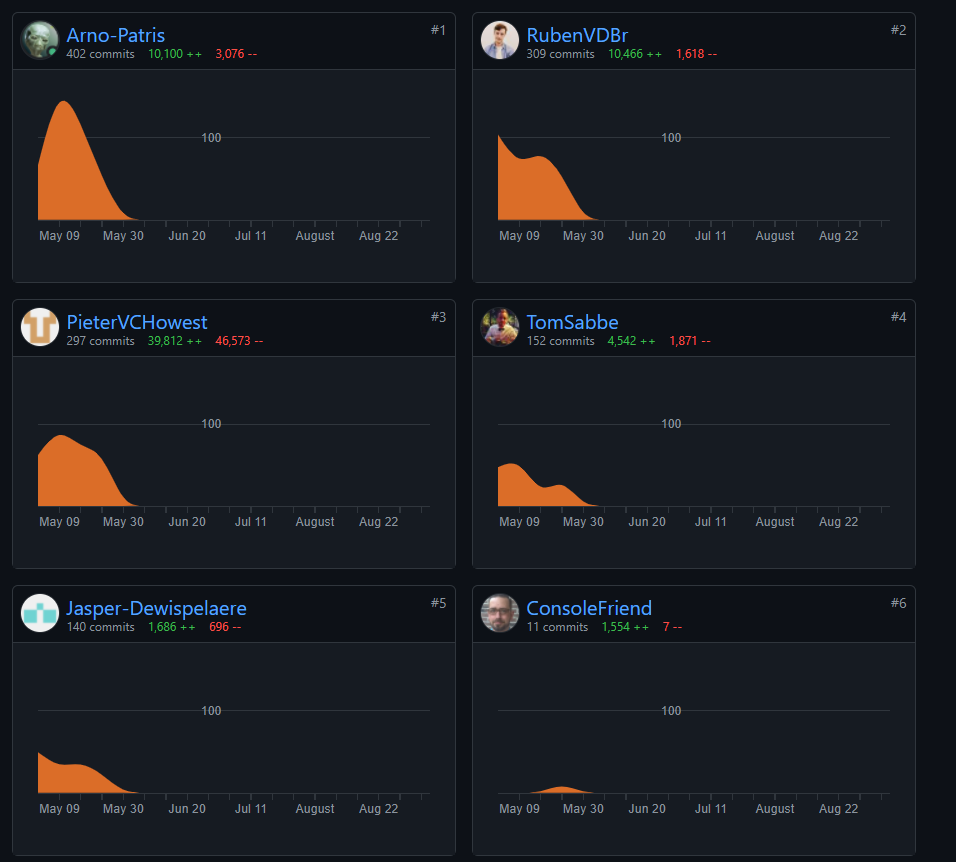 Arno-Patris #1
402 commits 10,100 ++ 3,076 --
100
May 09 May 30 Jun 20 Jul 11 August Aug 22
RubenVDBr #2
309 commits 10,466 ++ 1,618 --
100
May 09 May 30 Jun 20 Jul 11 August Aug 22
PieterVCHowest #3
297 commits 39,812 ++ 46,573 --
100
May 09 May 30 Jun 20 Jul 11 August Aug 22
TomSabbe #4
152 commits 4,542 ++ 1,871 --
100
May 09 May 30 Jun 20 Jul 11 August Aug 22
Jasper-Dewispelaere #5
140 commits 1,686 ++ 696 --
100
May 09 May 30 Jun 20 Jul 11 August Aug 22
ConsoleFriend #6
11 commits 1,554 ++ 7 --
100
May 09 May 30 Jun 20 Jul 11 August Aug 22